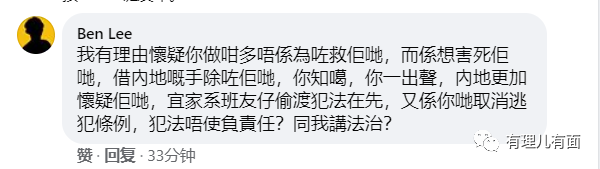 Ben Lee
我有理由懷疑你做咁多唔係為咗救佢哋，而係想害死佢
哋，借內地嘅手除咗佢哋，你知噶，你一出聲，內地更加
懷疑佢哋，宜家系班友仔偷渡犯法在先，又係你哋取消逃
犯條例，犯法唔使負責任？同我講法治？
赞 · 回复 · 33分钟
有理儿有面